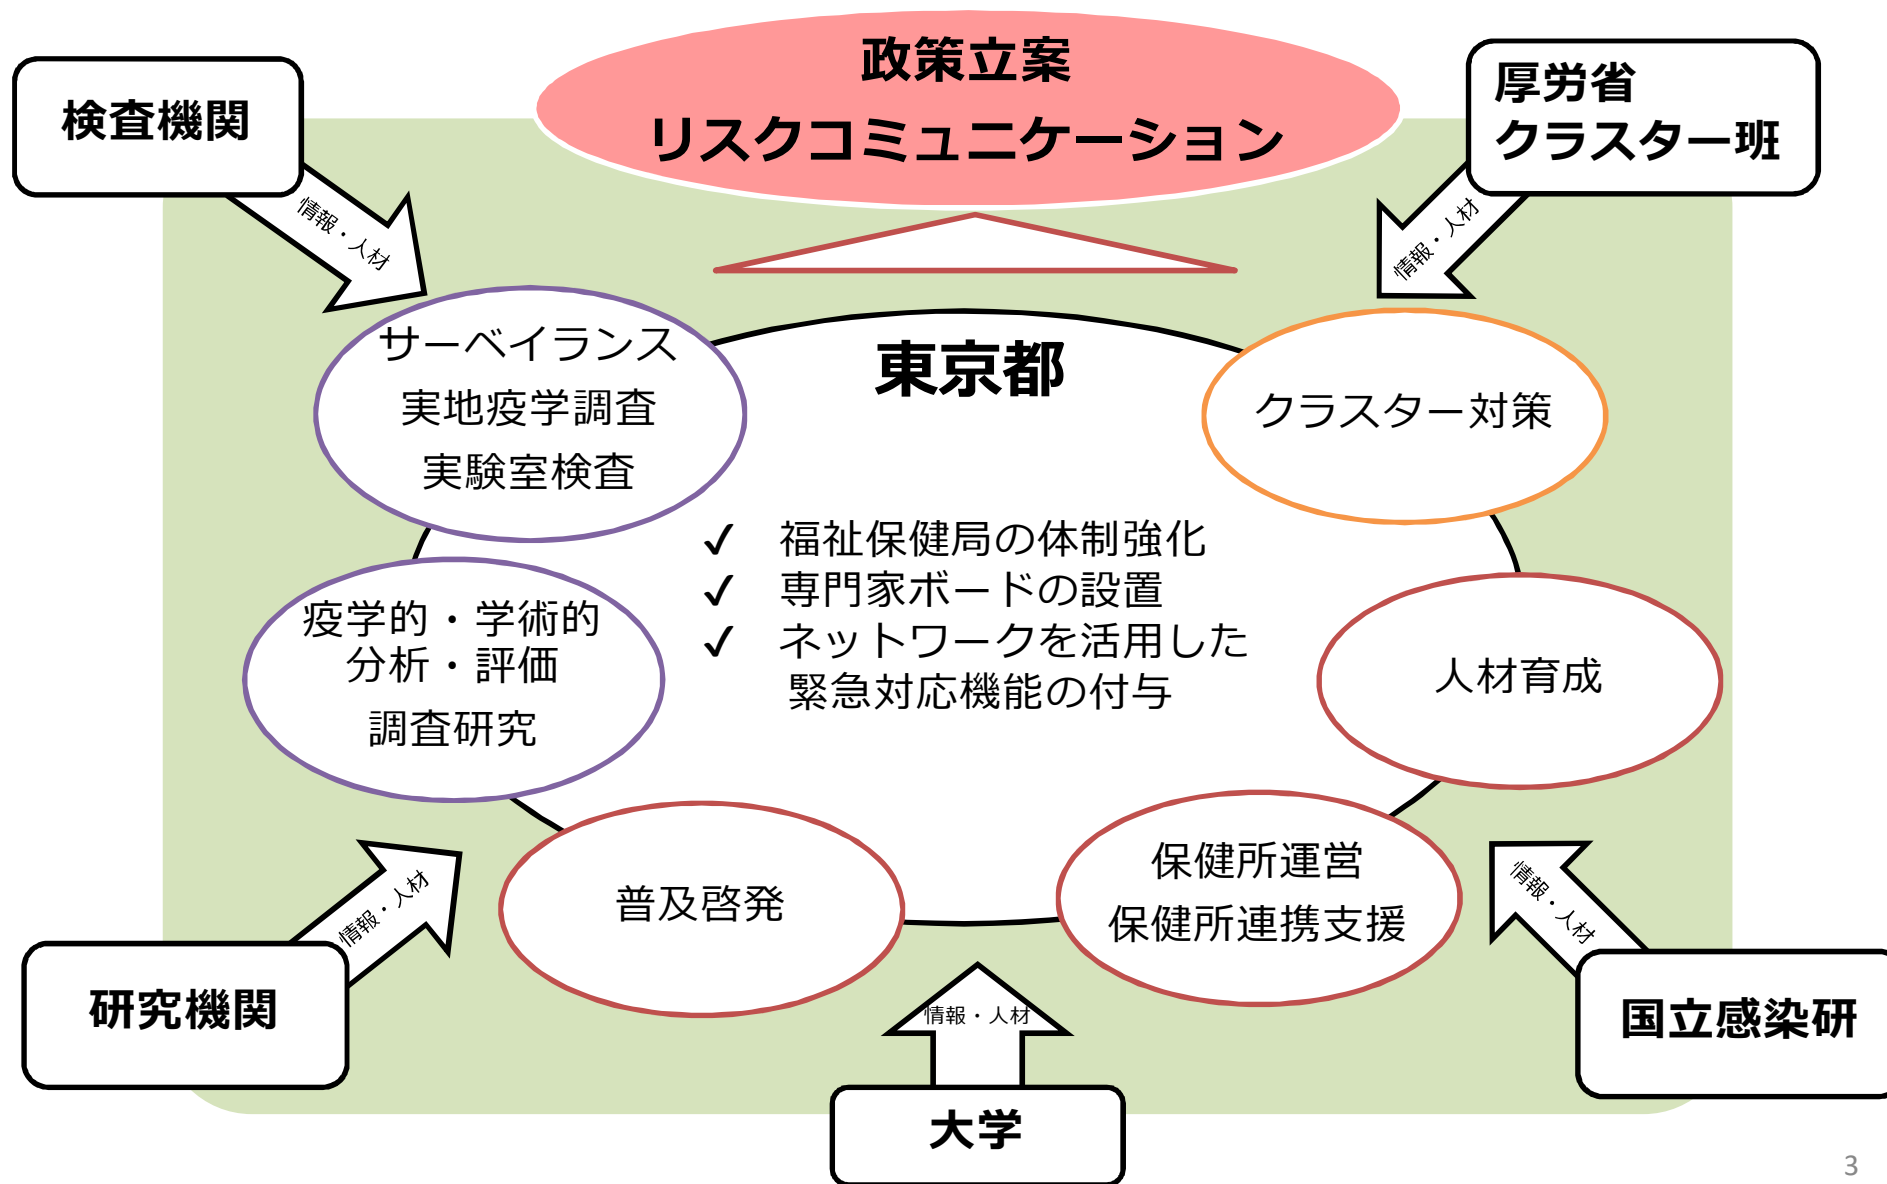 政策立案
リスクコミュニケーション
検査機関
厚労省
クラスター班
情報・人材
情報・人材
サーベイランス
実地疫学調査
実験室検査
東京都
クラスター対策
✓ 福祉保健局の体制強化
✓ 専門家ボードの設置
✓ ネットワークを活用した
緊急対応機能の付与
疫学的・学術的
分析・評価
調査研究
人材育成
普及啓発
保健所運営
保健所連携支援
情報・人材
情報・人材
情報・人材
研究機関
大学
国立感染研
3